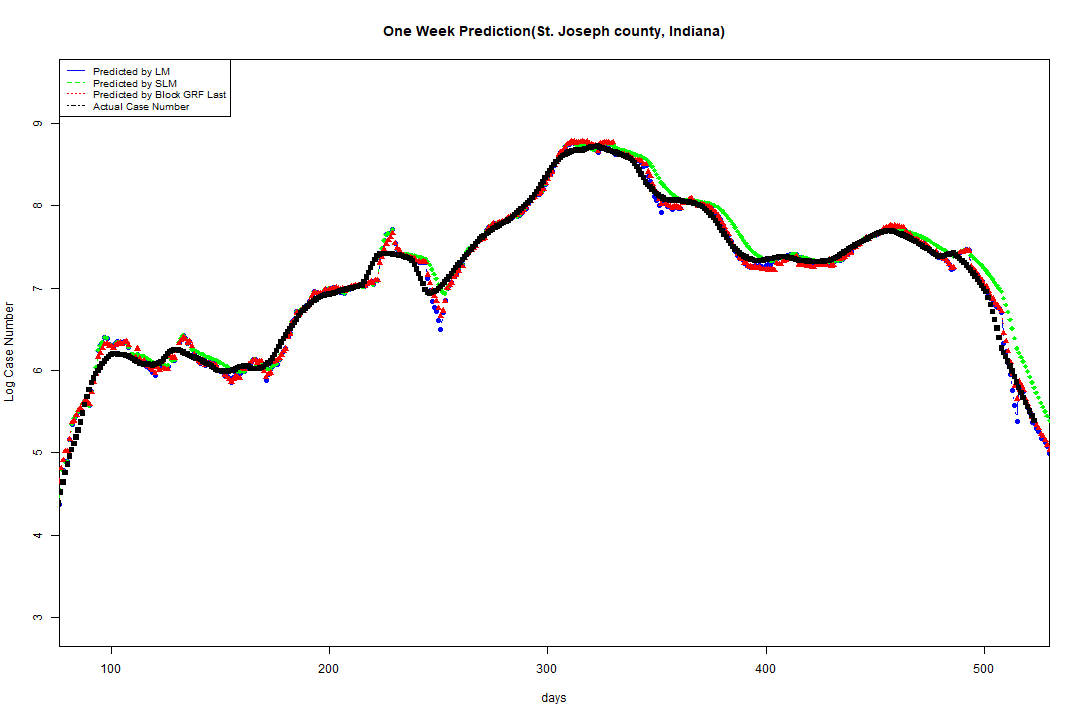 One Week Prediction(St. Joseph county, Indiana)
Predicted by LM
Predicted by SLM
Predicted by Block GRF Last
Actual Case Number
9
8
7
6
5
4
3
Log Case Number
100 200 300 400 500
days